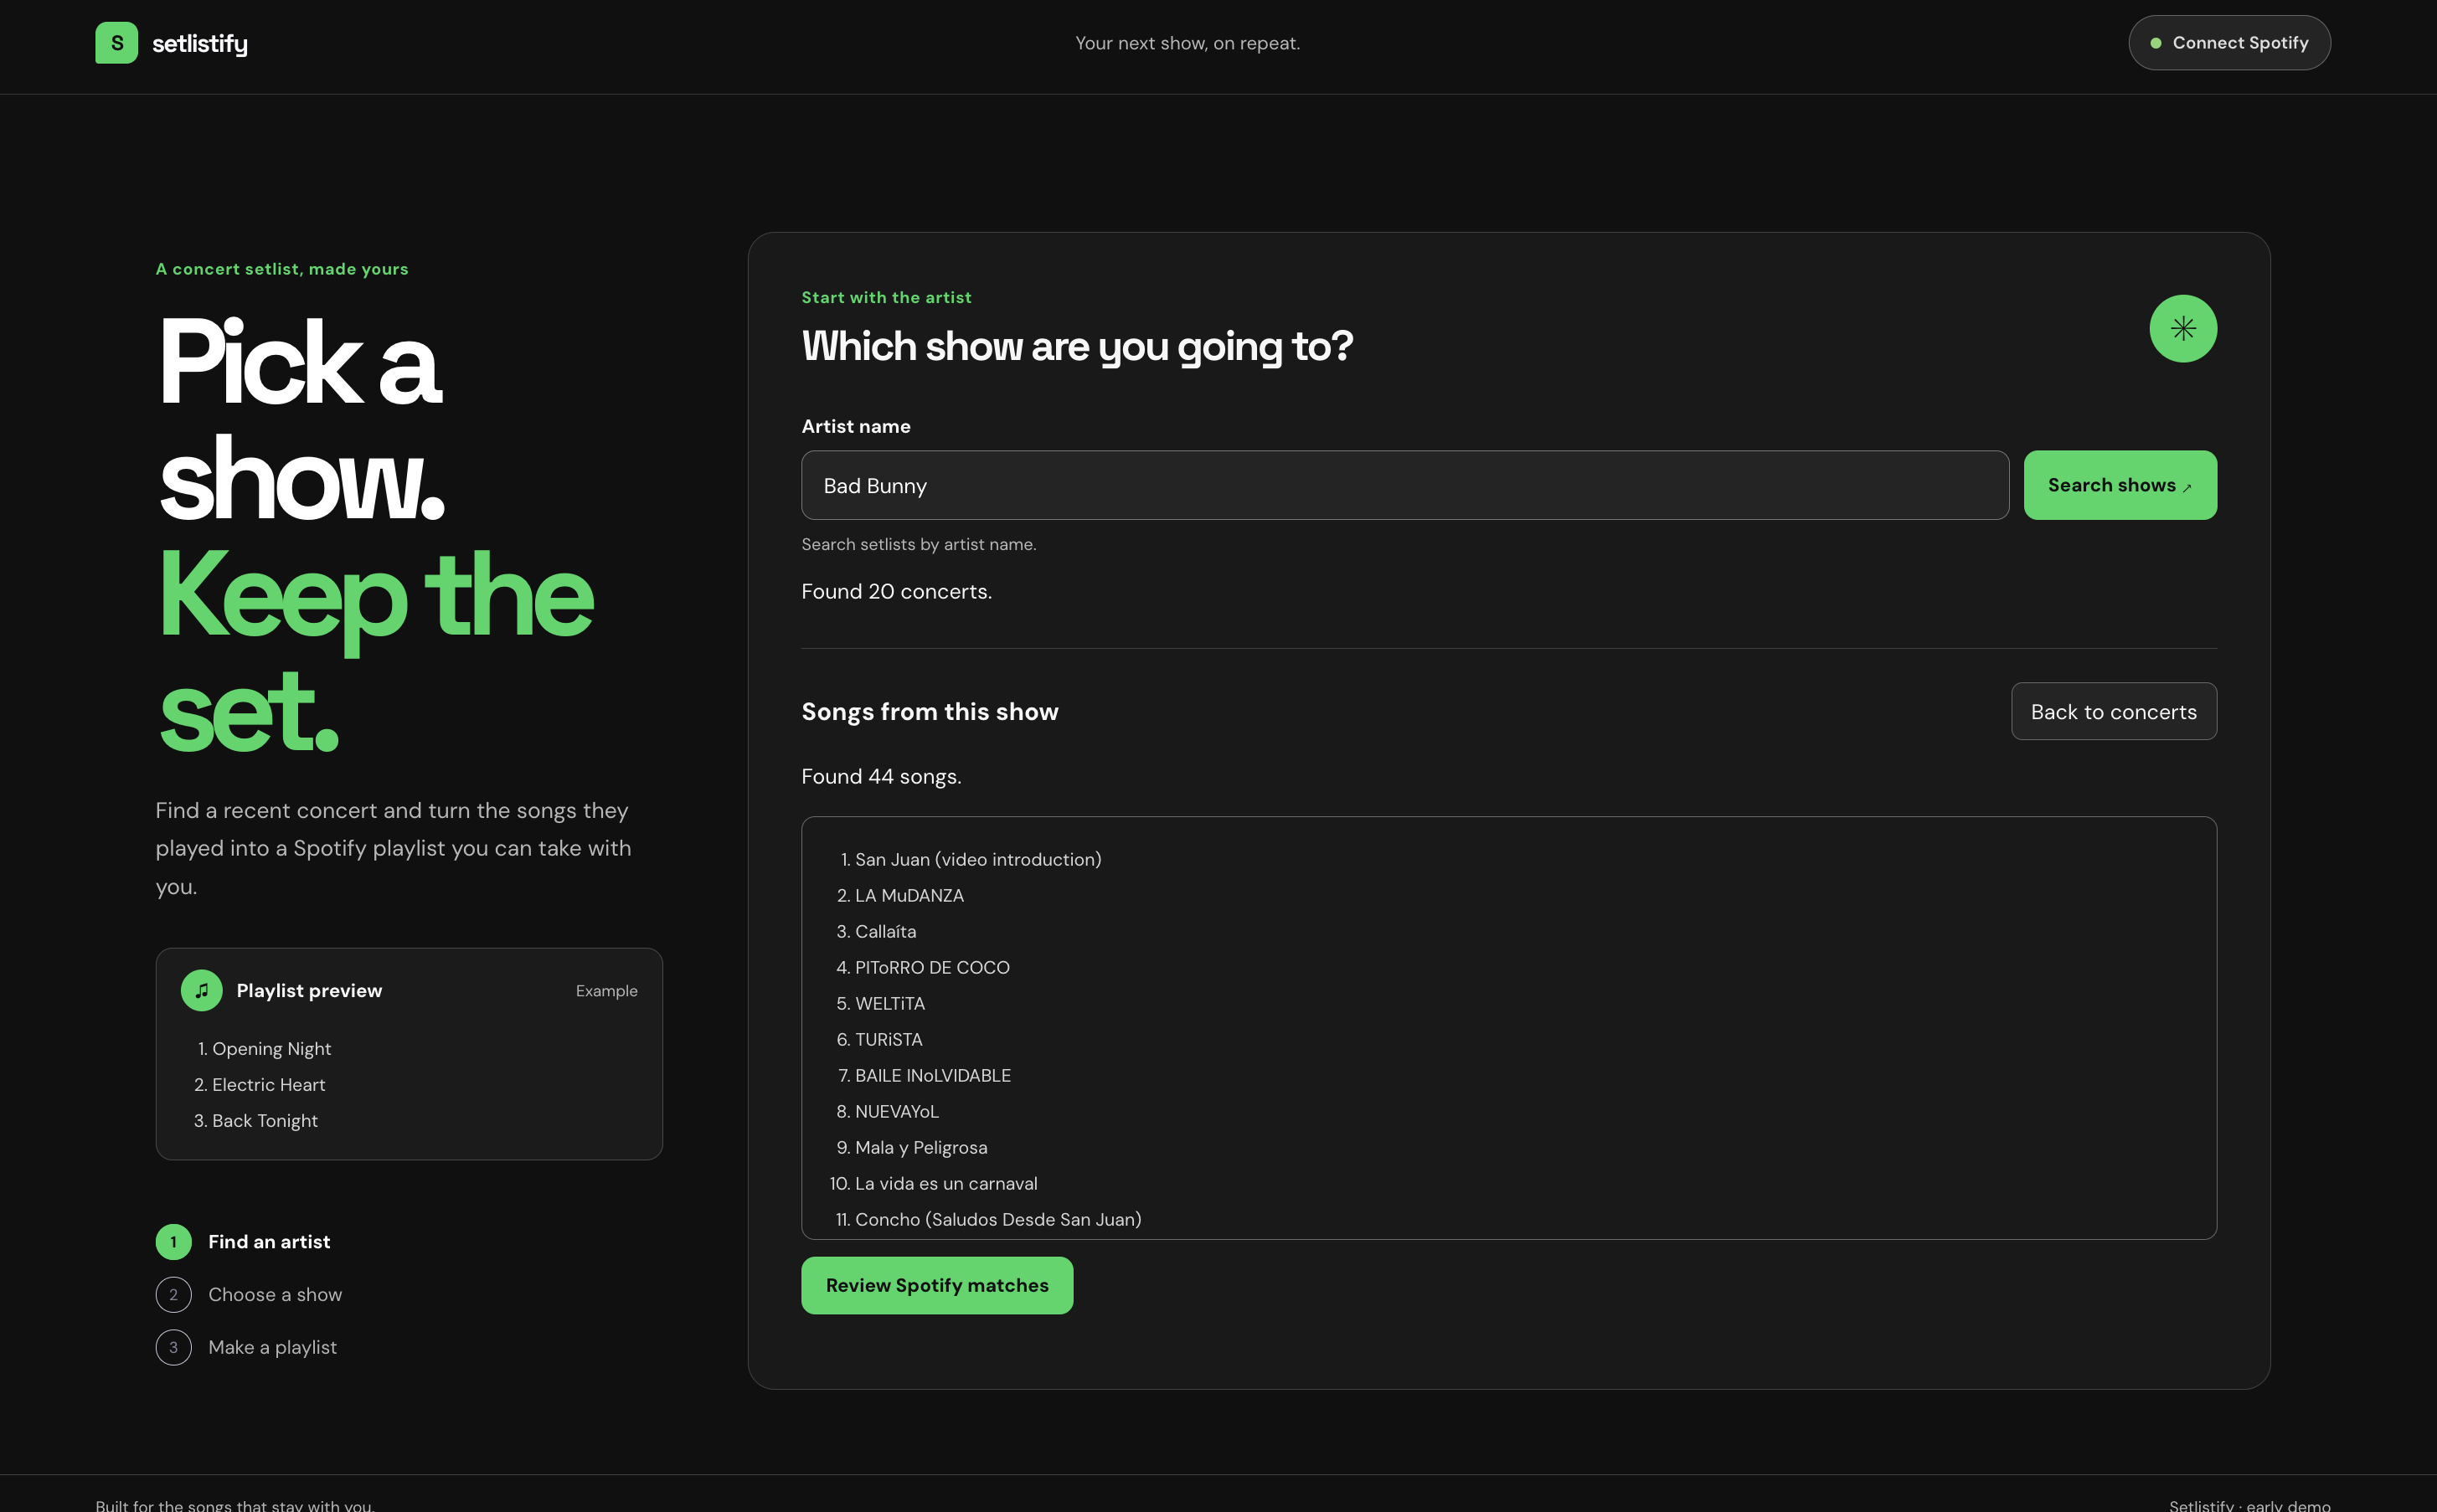 S setlistify
Your next show, on repeat.
Connect Spotify
A concert setlist, made yours
Pick a
show.
Keep the
set.
Find a recent concert and turn the songs they
played into a Spotify playlist you can take with
you.
Playlist preview
Example
1. Opening Night
2. Electric Heart
3. Back Tonight
1 Find an artist
2 Choose a show
3 Make a playlist
Start with the artist
Which show are you going to?
Artist name
Bad Bunny
Search shows ↗
Search setlists by artist name.
Found 20 concerts.
Songs from this show
Back to concerts
Found 44 songs.
1. San Juan (video introduction)
2. LA MuDANZA
3. Callaíta
4. PIToRRO DE COCO
5. WELTiTA
6. TURiSTA
7. BAILE INoLVIDABLE
8. NUEVAYoL
9. Mala y Peligrosa
10. La vida es un carnaval
11. Concho (Saludos Desde San Juan)
Review Spotify matches
Built for the songs that stay with you.
Setlistify · early demo